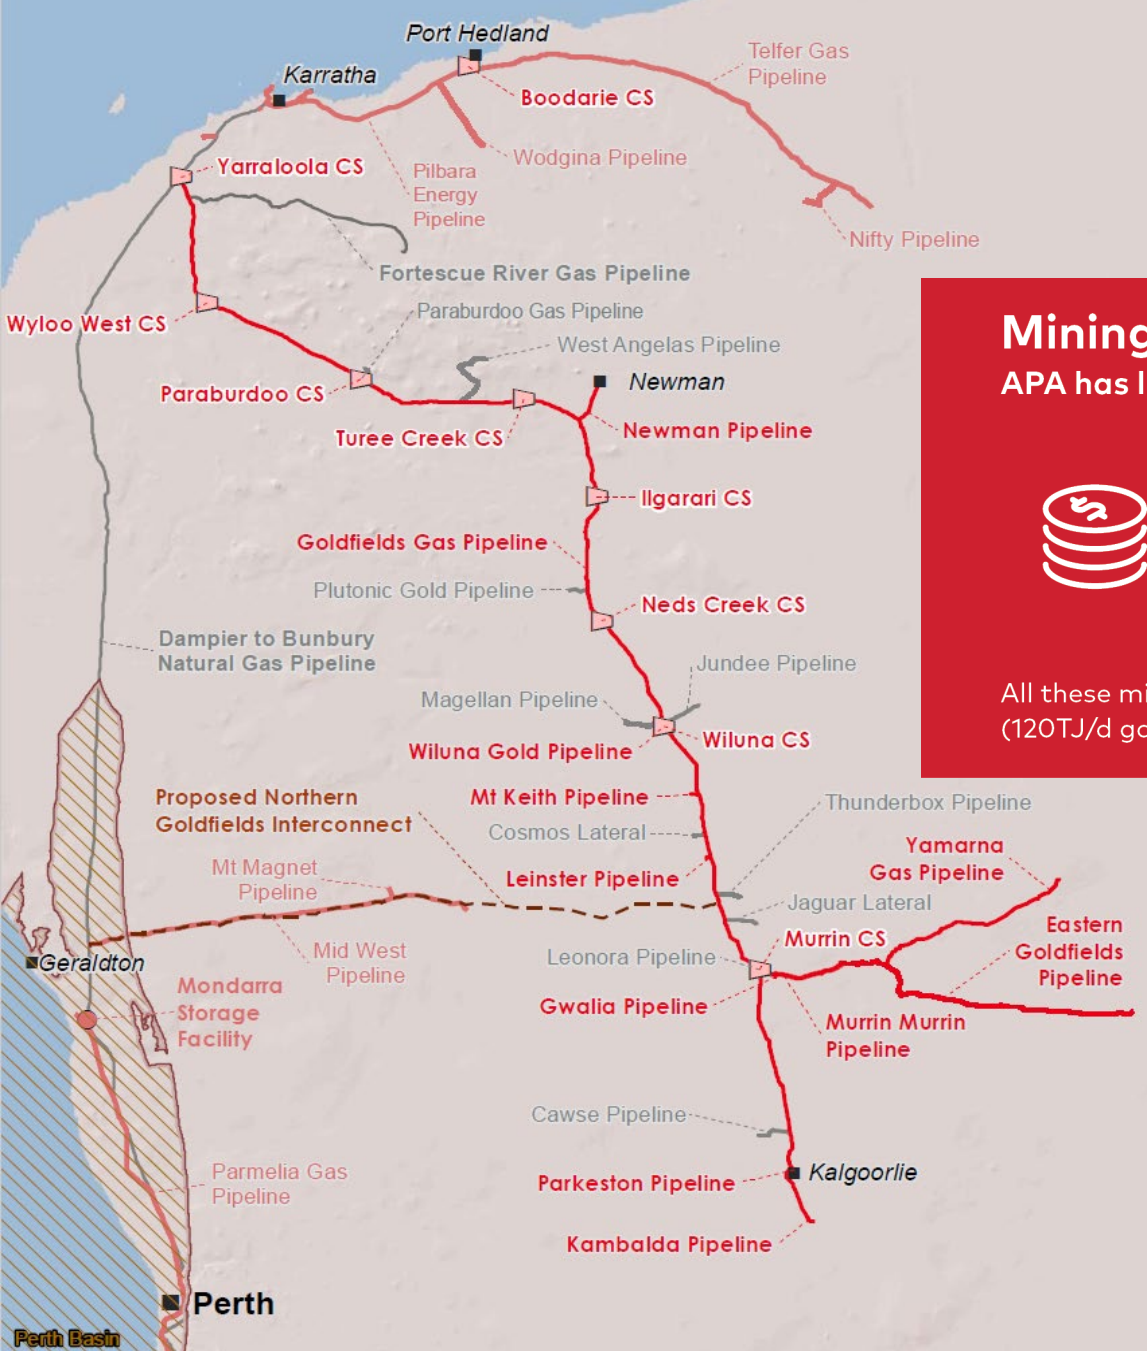 Port Hedland
Telfer Gas
Pipeline
Karratha
Boodarie CS
Yarraloola CS
Wodgina Pipeline
Pilbara
Energy
Pipeline
Nifty Pipeline
Fortescue River Gas Pipeline
Paraburdoo Gas Pipeline
Wyloo West CS
West Angelas Pipeline
Newman
Paraburdoo CS
Turee Creek CS
Newman Pipeline
Ilgarari CS
Goldfields Gas Pipeline
Plutonic Gold Pipeline
Neds Creek CS
Dampier to Bunbury
Natural Gas Pipeline
Jundee Pipeline
Magellan Pipeline
Wiluna CS
Wiluna Gold Pipeline
Proposed Northern
Goldfields Interconnect
Mt Keith Pipeline
Thunderbox Pipeline
Cosmos Lateral
Yamarna
Gas Pipeline
Mt Magnet
Pipeline
Leinster Pipeline
Jaguar Lateral
Murrin CS
Eastern
Goldfields
Pipeline
Mid West
Pipeline
Leonora Pipeline
Geraldton
Mondarra
Storage
Facility
Gwalia Pipeline
Murrin Murrin
Pipeline
Cawse Pipeline
Parmelia Gas
Pipeline
Parkeston Pipeline
Kalgoorlie
Kambalda Pipeline
Perth
Perth Basin
Mining
APA has l
$
All these mi
(120TJ/d ga